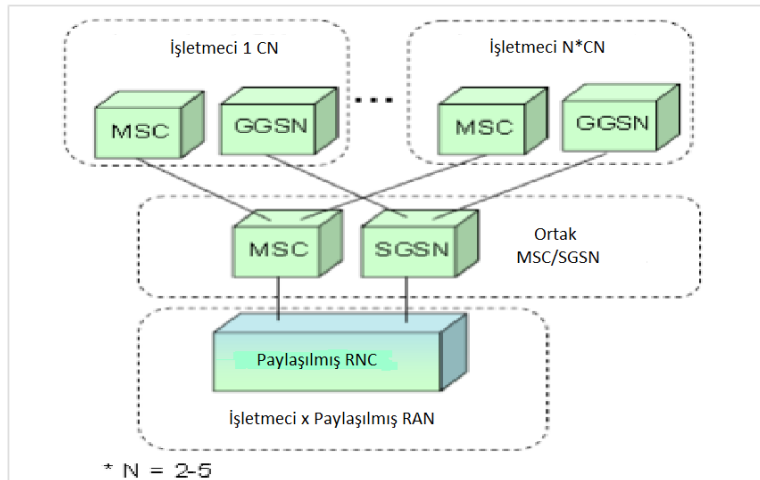 İşletmeci 1 CN
İşletmeci N*CN
MSC
GGSN
...
MSC
GGSN
MSC
SGSN
Ortak
MSC/SGSN
Paylaşılmış RNC
İşletmeci x Paylaşılmış RAN
* N = 2-5